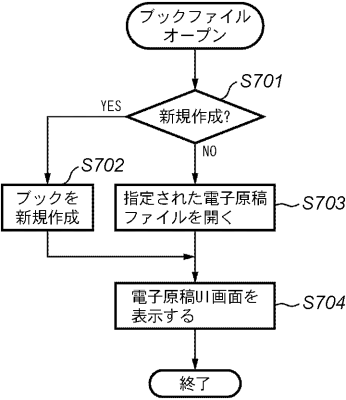 ブックファイル
オープン
S701
新規作成?
YES
NO
S702
ブックを
新規作成
指定された電子原稿
ファイルを開く
S703
電子原稿UI画面を
表示する
S704
終了